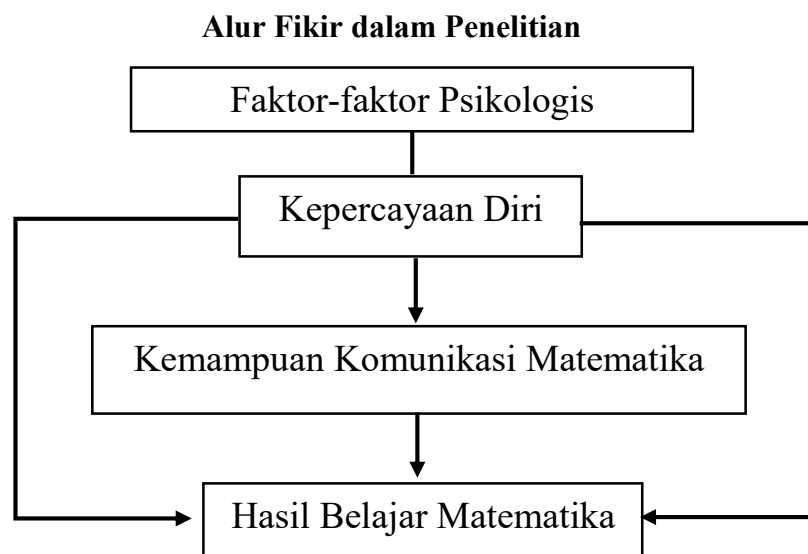 Alur Fikir dalam Penelitian
Faktor-faktor Psikologis
Kepercayaan Diri
Kemampuan Komunikasi Matematika
Hasil Belajar Matematika